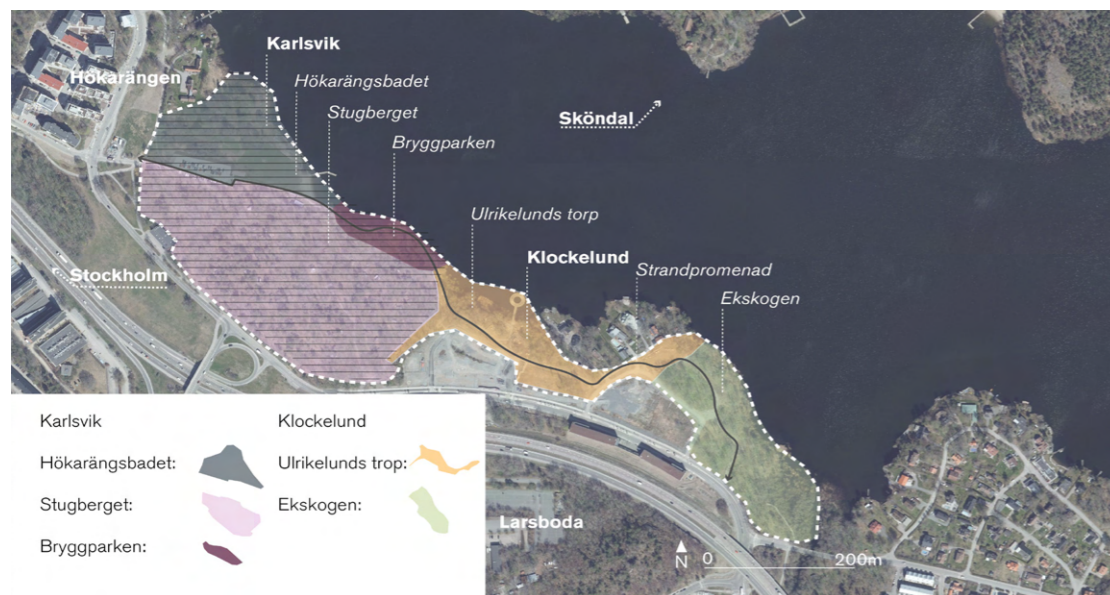 Karlsvik
Hökarängen
Hökarängsbadet
Stugberget
Sköndal
Bryggparken
Ulrikelunds torp
Klockelund
Strandpromenad
Stockholm
Ekskogen
Karlsvik
Klockelund
Hökarängsbadet:
Ulrikelunds trop:
Stugberget:
Ekskogen:
Bryggparken:
Larsboda
N
0
200m